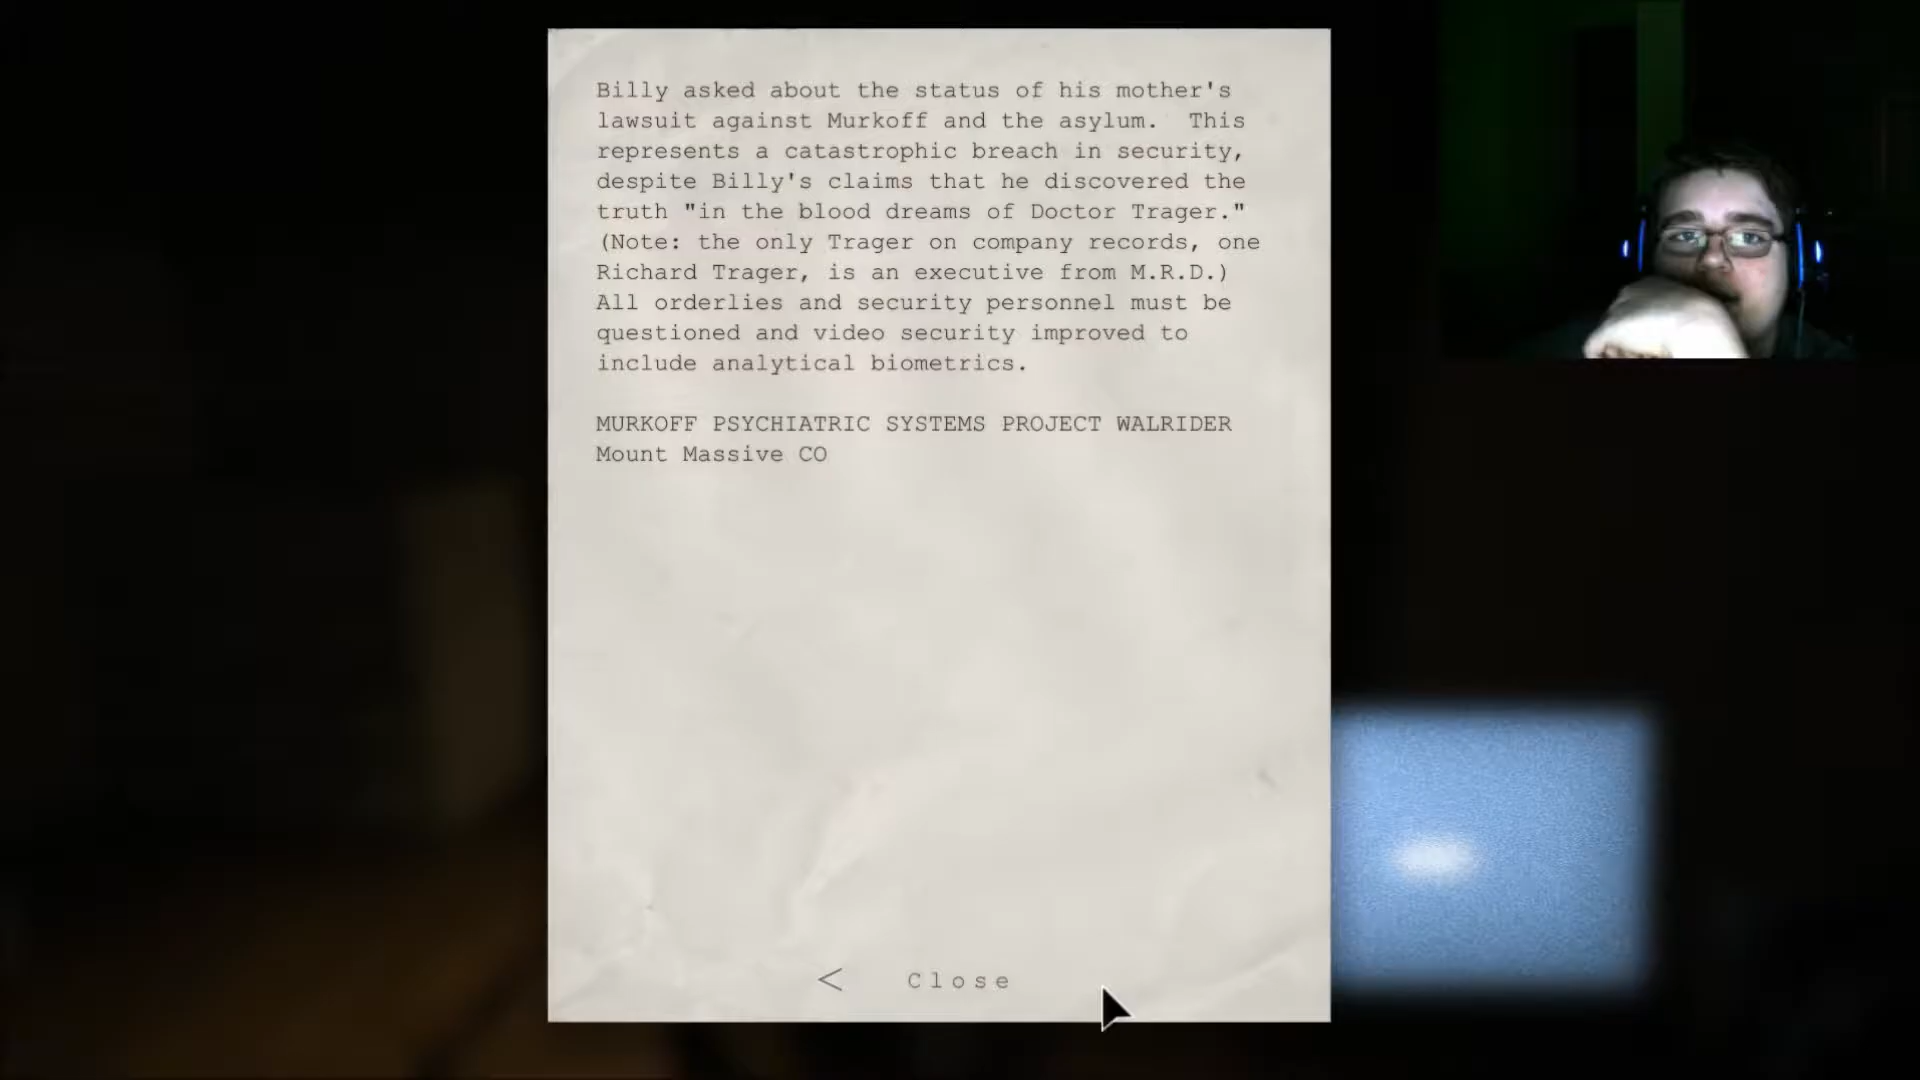 Billy asked about the status of his mother's
lawsuit against Murkoff and the asylum.  This
represents a catastrophic breach in security,
despite Billy's claims that he discovered the
truth "in the blood dreams of Doctor Trager."
(Note: the only Trager on company records, one
Richard Trager, is an executive from M.R.D.)
All orderlies and security personnel must be
questioned and video security improved to
include analytical biometrics.
MURKOFF PSYCHIATRIC SYSTEMS PROJECT WALRIDER
Mount Massive CO
< Close